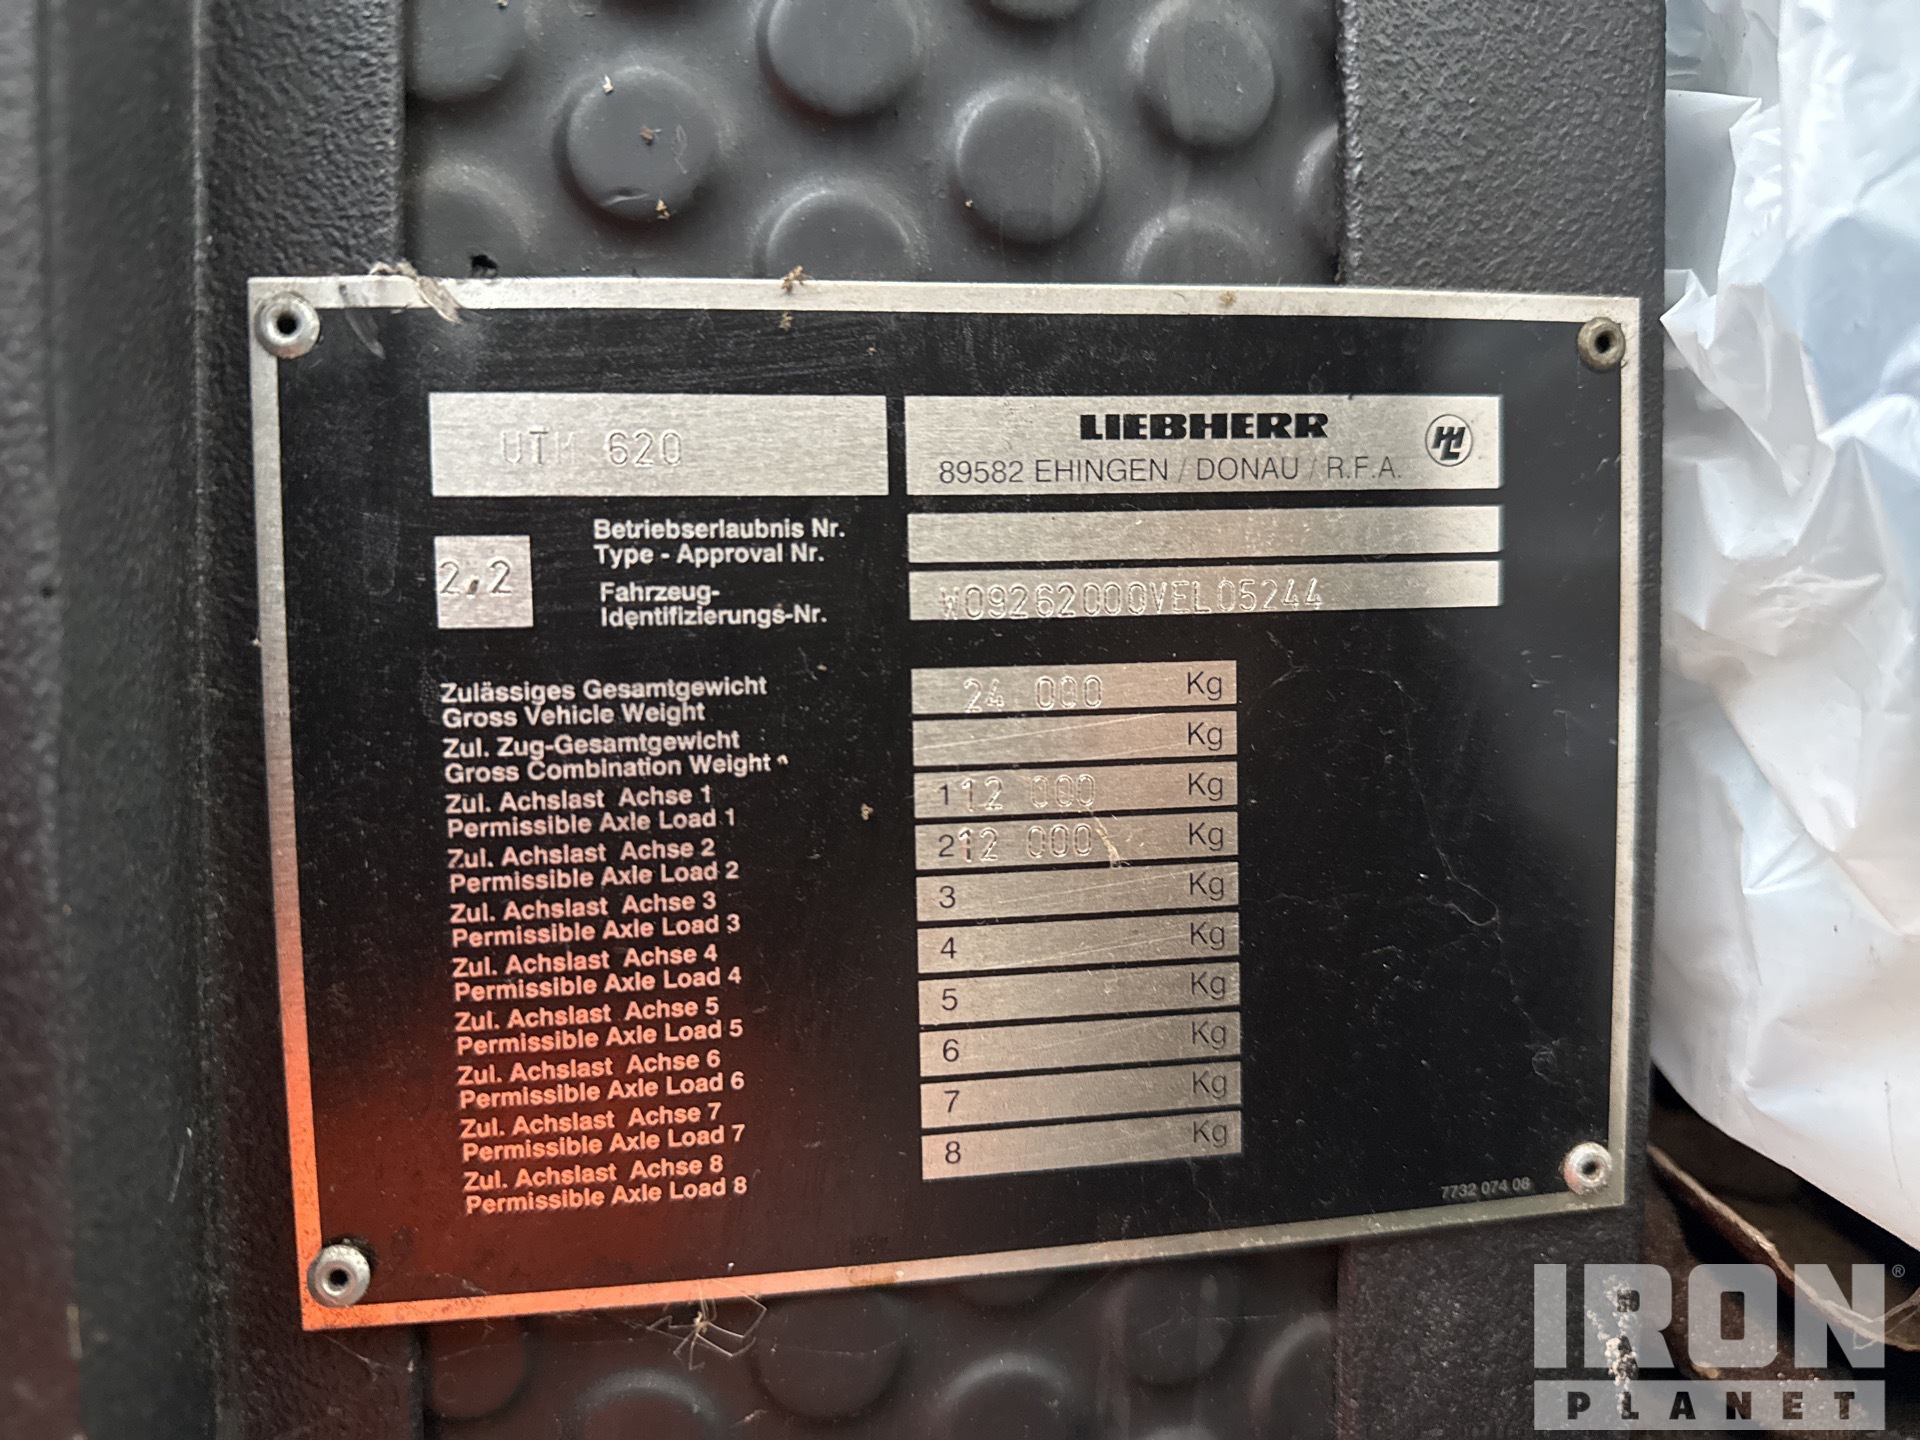 UTM 620
LIEBHERR
89582 EHINGEN / DONAU / R.F.A.
2,2
Betriebserlaubnis Nr.
Type - Approval Nr.
Fahrzeug-
Identifizierungs-Nr.
W09262000VEL05244
Zulässiges Gesamtgewicht
Gross Vehicle Weight
24 000 Kg
Zul. Zug-Gesamtgewicht
Gross Combination Weight
Kg
Zul. Achslast Achse 1
Permissible Axle Load 1
1 12 000 Kg
Zul. Achslast Achse 2
Permissible Axle Load 2
2 12 000 Kg
Zul. Achslast Achse 3
Permissible Axle Load 3
3 Kg
Zul. Achslast Achse 4
Permissible Axle Load 4
4 Kg
Zul. Achslast Achse 5
Permissible Axle Load 5
5 Kg
Zul. Achslast Achse 6
Permissible Axle Load 6
6 Kg
Zul. Achslast Achse 7
Permissible Axle Load 7
7 Kg
Zul. Achslast Achse 8
Permissible Axle Load 8
8 Kg
7732 074 08
IRON®
PLANET